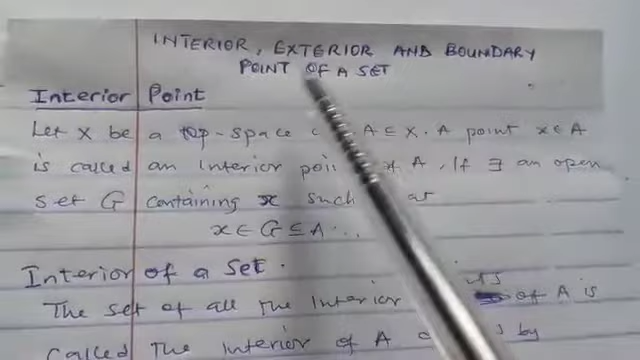 INTERIOR, EXTERIOR AND BOUNDARY
POINT OF A SET
Interior Point
Let X be a top-space A ⊆ X. A point x ∈ A
is called an interior of A. If ∃ an open
set G containing x such
x ∈ G ⊆ A...
Interior of a set.
The set of all the interior of A is
called the interior of A by